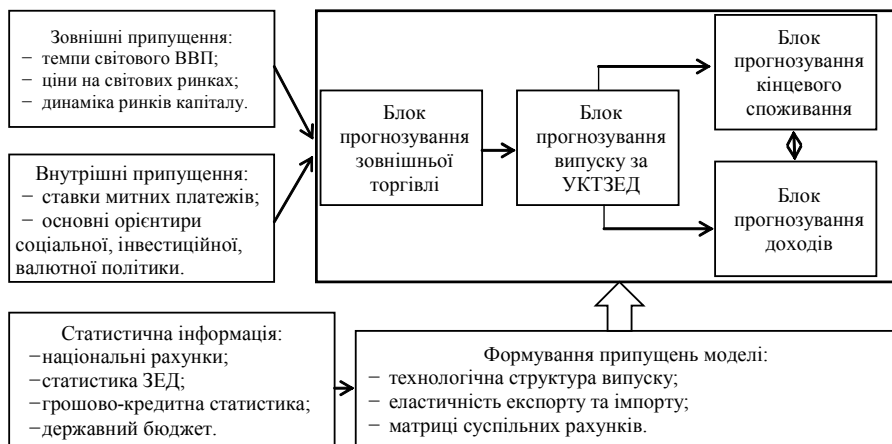 Зовнішні припущення:
− темпи світового ВВП;
− ціни на світових ринках;
− динаміка ринків капіталу.
Внутрішні припущення:
− ставки митних платежів;
− основні орієнтири
соціальної, інвестиційної,
валютної політики.
Блок
прогнозування
зовнішньої
торгівлі
Блок
прогнозування
випуску за
УКТЗЕД
Блок
прогнозування
кінцевого
споживання
Блок
прогнозування
доходів
Статистична інформація:
−національні рахунки;
−статистика ЗЕД;
−грошово-кредитна статистика;
−державний бюджет.
Формування припущень моделі:
− технологічна структура випуску;
− еластичність експорту та імпорту;
− матриці суспільних рахунків.